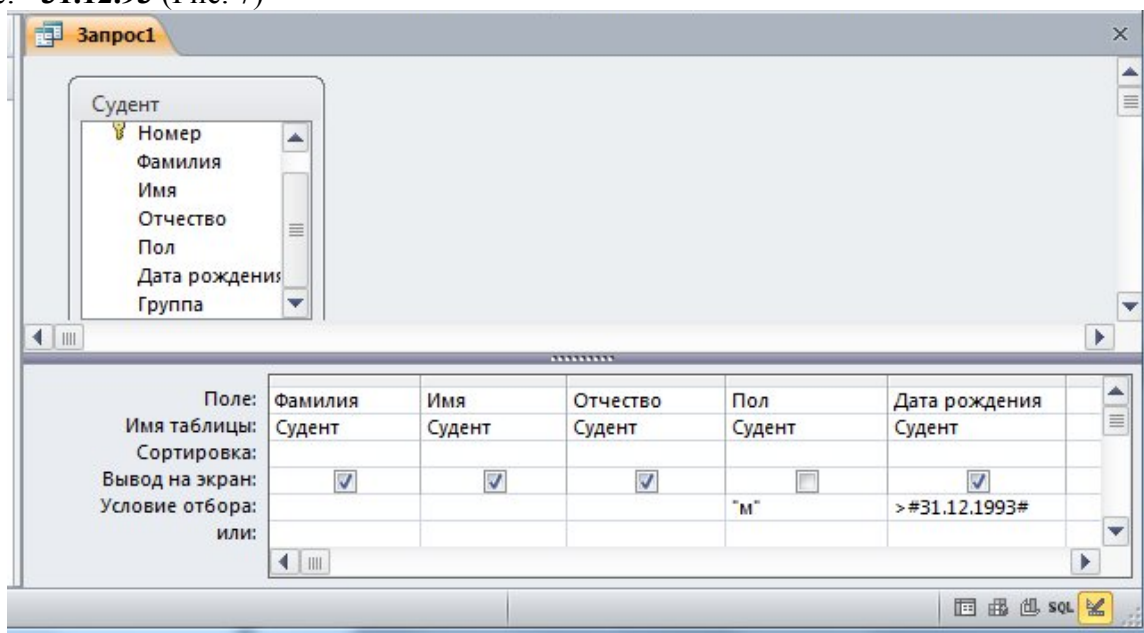 31.12.93 (Рис. 7)
Запрос1
Судент
Номер
Фамилия
Имя
Отчество
Пол
Дата рождения
Группа
Поле: Фамилия Имя Отчество Пол Дата рождения
Имя таблицы: Судент Судент Судент Судент Судент
Сортировка:
Вывод на экран:
Условие отбора: "м" >#31.12.1993#
или:
SQL